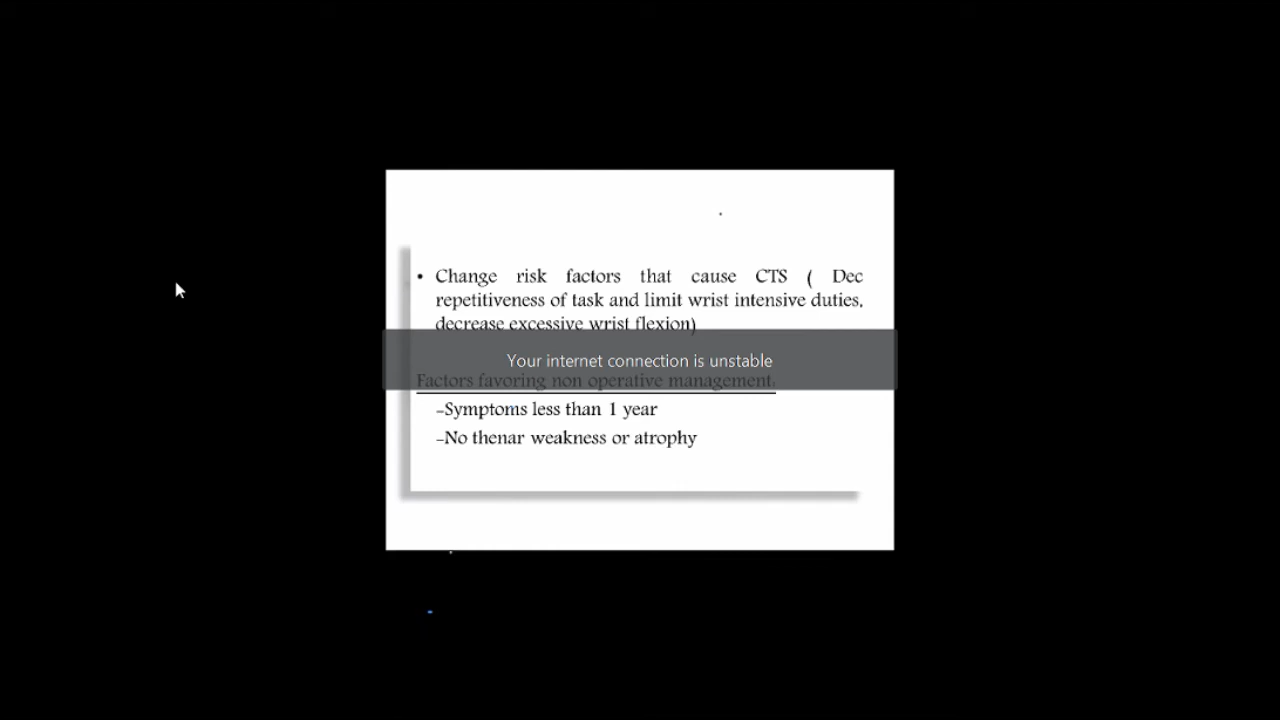 • Change risk factors that cause CTS ( Dec
repetitiveness of task and limit wrist intensive duties,
decrease excessive wrist flexion)
Your internet connection is unstable
Factors favoring non operative management.
-Symptoms less than 1 year
-No thenar weakness or atrophy